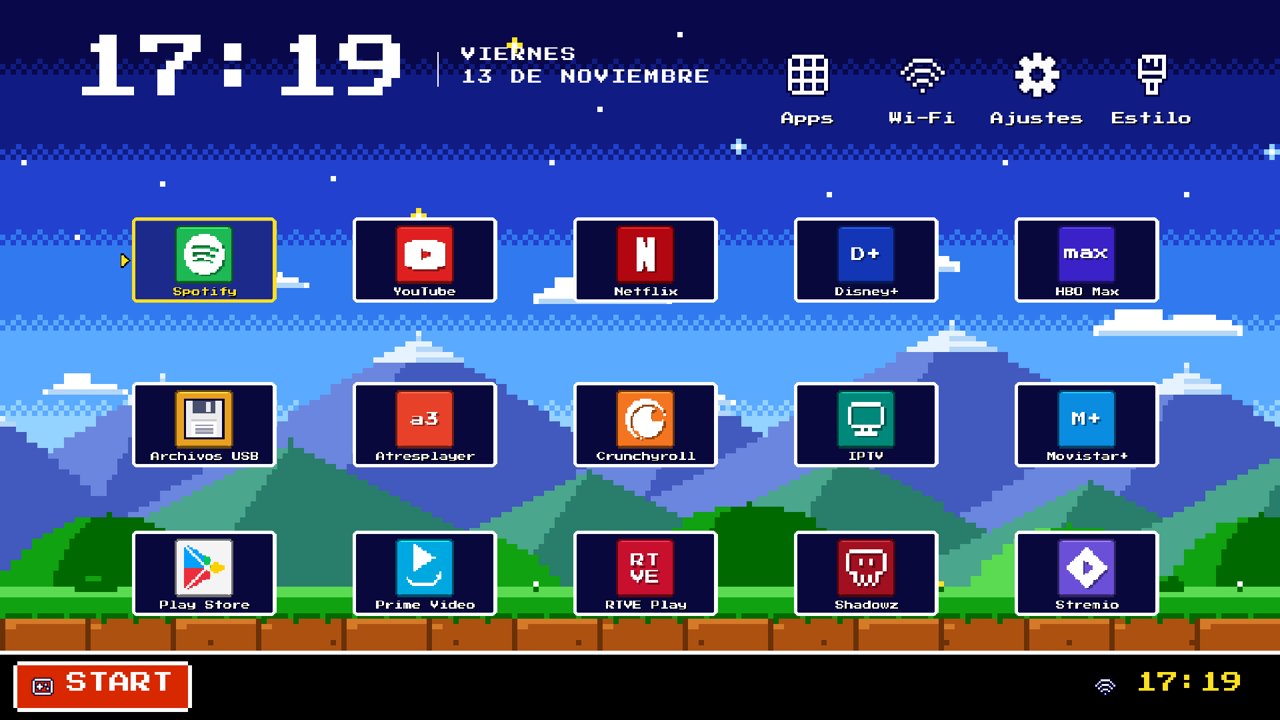 17:19
VIERNES
13 DE NOVIEMBRE
Apps
Wi-Fi
Ajustes
Estilo
Spotify
YouTube
N
Netflix
D+
Disney+
max
HBO Max
Archivos USB
a3
Atresplayer
Crunchyroll
IPTV
M+
Movistar+
Play Store
Prime Video
RT
VE
RTVE Play
Shadowz
Stremio
START
17:19